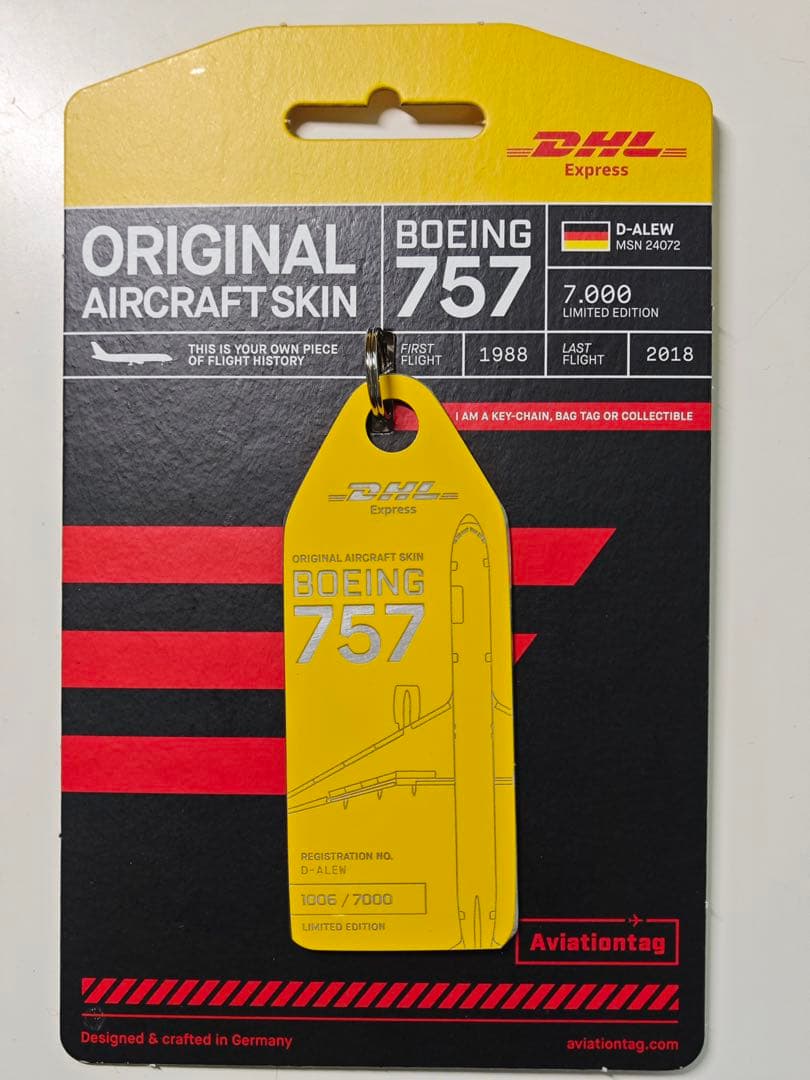 DHL
Express
ORIGINAL
AIRCRAFT SKIN
BOEING
757
D-ALEW
MSN 24072
7.000
LIMITED EDITION
THIS IS YOUR OWN PIECE
OF FLIGHT HISTORY
FIRST
FLIGHT
1988
LAST
FLIGHT
2018
I AM A KEY-CHAIN, BAG TAG OR COLLECTIBLE
DHL
Express
ORIGINAL AIRCRAFT SKIN
BOEING
757
REGISTRATION NO.
D-ALEW
1006 / 7000
LIMITED EDITION
Aviationtag
Designed & crafted in Germany
aviationtag.com